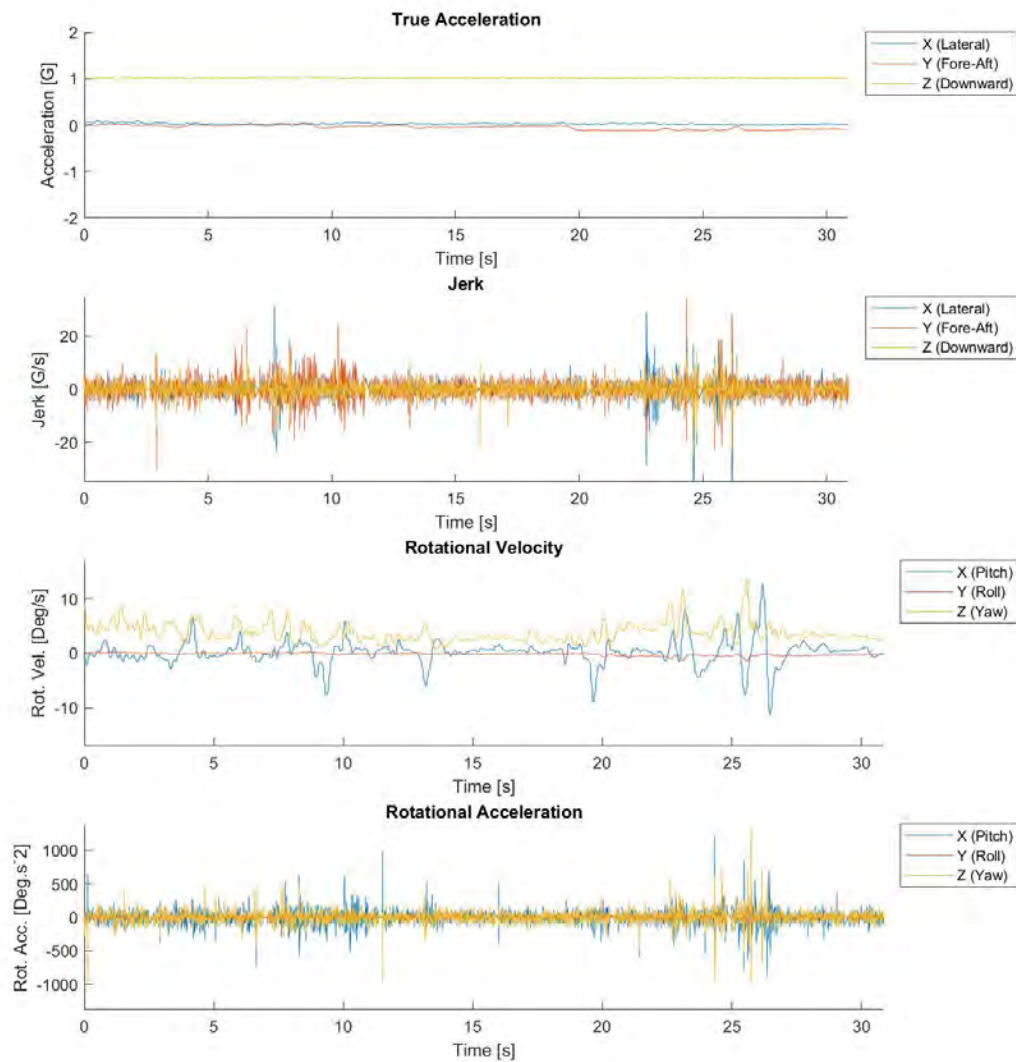 True Acceleration
2
1
0
-1
-2
Acceleration [G]
0 5 10 15 20 25 30
Time [s]
X (Lateral)
Y (Fore-Aft)
Z (Downward)
Jerk
20
0
-20
Jerk [G/s]
0 5 10 15 20 25 30
Time [s]
X (Lateral)
Y (Fore-Aft)
Z (Downward)
Rotational Velocity
10
0
-10
Rot. Vel. [Deg/s]
0 5 10 15 20 25 30
Time [s]
X (Pitch)
Y (Roll)
Z (Yaw)
Rotational Acceleration
1000
500
0
-500
-1000
Rot. Acc. [Deg.s^2]
0 5 10 15 20 25 30
Time [s]
X (Pitch)
Y (Roll)
Z (Yaw)